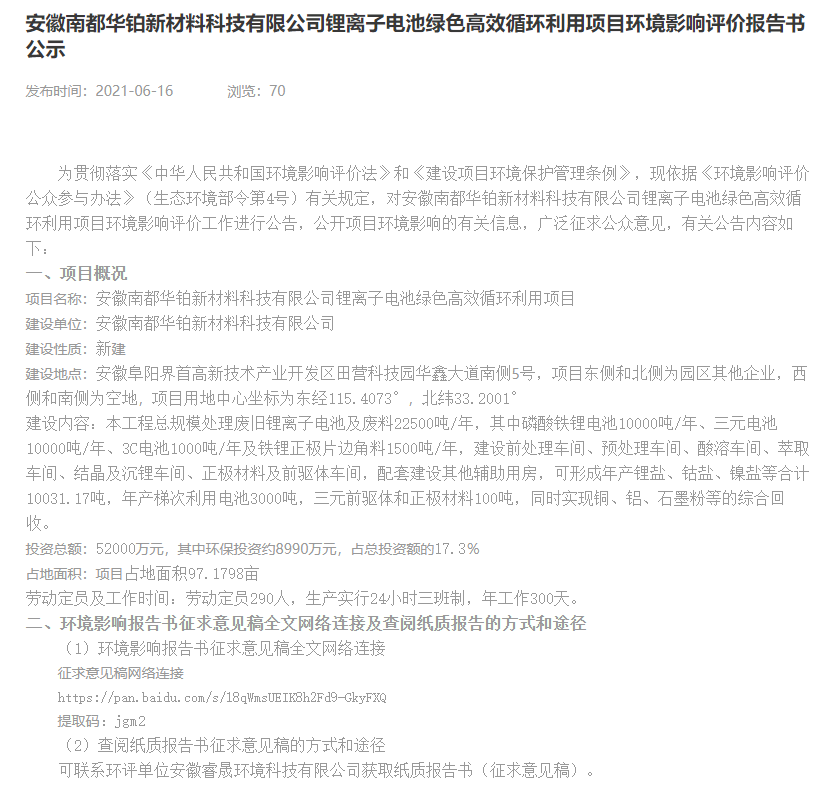 安徽南都华铂新材料科技有限公司锂离子电池绿色高效循环利用项目环境影响评价报告书
公示
发布时间：2021-06-16 浏览：70
为贯彻落实《中华人民共和国环境影响评价法》和《建设项目环境保护管理条例》，现依据《环境影响评价
公众参与办法》（生态环境部令第4号）有关规定，对安徽南都华铂新材料科技有限公司锂离子电池绿色高效循
环利用项目环境影响评价工作进行公告，公开项目环境影响的有关信息，广泛征求公众意见，有关公告内容如
下：
一、项目概况
项目名称：安徽南都华铂新材料科技有限公司锂离子电池绿色高效循环利用项目
建设单位：安徽南都华铂新材料科技有限公司
建设性质：新建
建设地点：安徽阜阳界首高新技术产业开发区田营科技园华鑫大道南侧5号，项目东侧和北侧为园区其他企业，西
侧和南侧为空地，项目用地中心坐标为东经115.4073°，北纬33.2001°
建设内容：本工程总规模处理废旧锂离子电池及废料22500吨/年，其中磷酸铁锂电池10000吨/年、三元电池
10000吨/年、3C电池1000吨/年及铁锂正极片边角料1500吨/年，建设前处理车间、预处理车间、酸溶车间、萃取
车间、结晶及沉锂车间、正极材料及前驱体车间，配套建设其他辅助用房，可形成年产锂盐、钴盐、镍盐等合计
10031.17吨，年产梯次利用电池3000吨，三元前驱体和正极材料100吨，同时实现铜、铝、石墨粉等的综合回
收。
投资总额：52000万元，其中环保投资约8990万元，占总投资额的17.3%
占地面积：项目占地面积97.1798亩
劳动定员及工作时间：劳动定员290人，生产实行24小时三班制，年工作300天。
二、环境影响报告书征求意见稿全文网络连接及查阅纸质报告的方式和途径
（1）环境影响报告书征求意见稿全文网络连接
征求意见稿网络连接
https://pan.baidu.com/s/18qWmsUEIK8h2Fd9-GkyFXQ
提取码：jgm2
（2）查阅纸质报告书征求意见稿的方式和途径
可联系环评单位安徽睿晟环境科技有限公司获取纸质报告书（征求意见稿）。